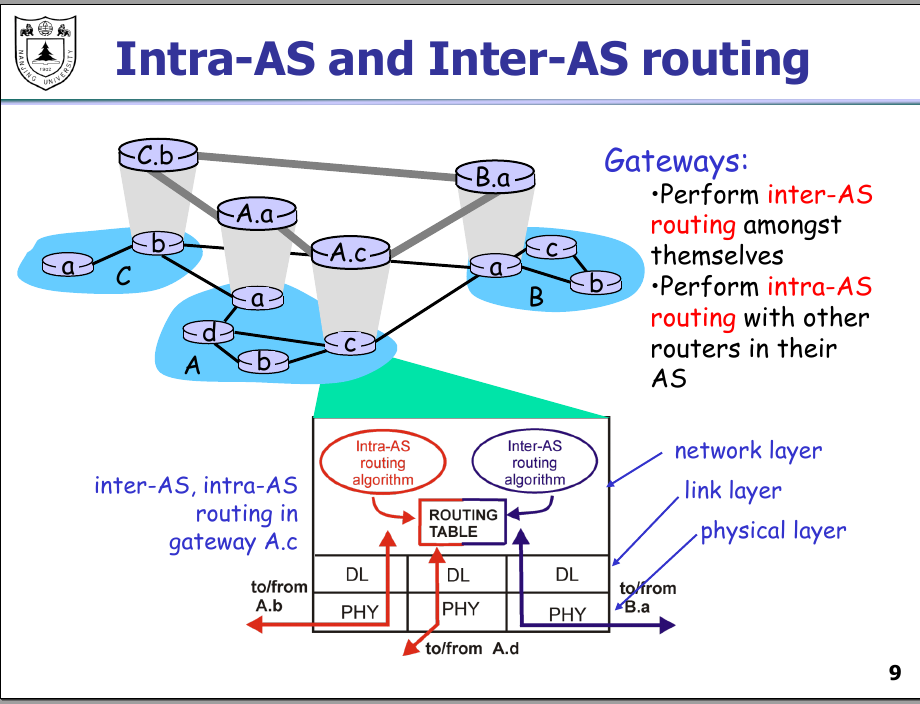 NANJING UNIVERSITY
1902
Intra-AS and Inter-AS routing
C.b
B.a
A.a
A.c
a
b
C
a
c
a
b
B
a
d
b
c
A
Gateways:
•Perform inter-AS
routing amongst
themselves
•Perform intra-AS
routing with other
routers in their
AS
inter-AS, intra-AS
routing in
gateway A.c
Intra-AS
routing
algorithm
Inter-AS
routing
algorithm
ROUTING
TABLE
DL
DL
DL
PHY
PHY
PHY
to/from
A.b
to/from A.d
to/from
B.a
network layer
link layer
physical layer
9